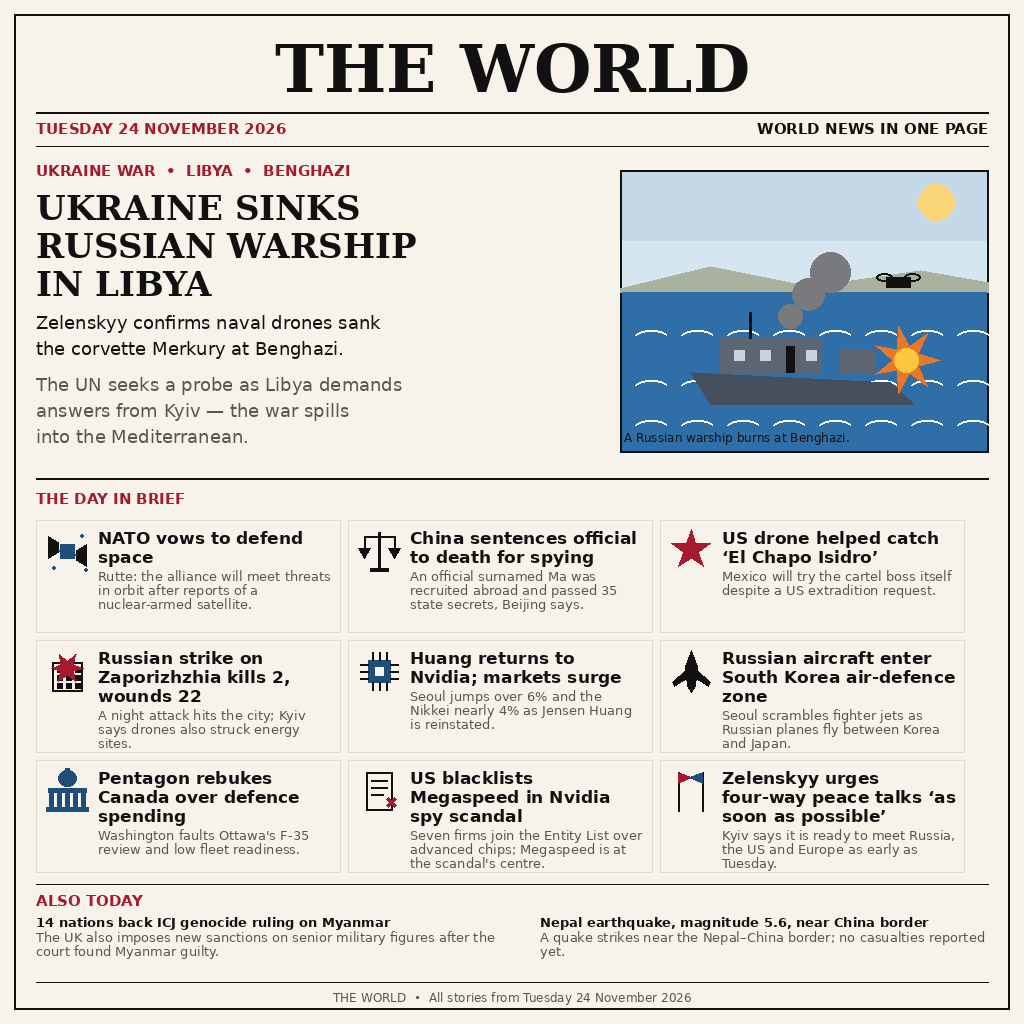 THE WORLD
TUESDAY 24 NOVEMBER 2026
WORLD NEWS IN ONE PAGE
UKRAINE WAR • LIBYA • BENGHAZI
UKRAINE SINKS
RUSSIAN WARSHIP
IN LIBYA
Zelenskyy confirms naval drones sank
the corvette Merkury at Benghazi.
The UN seeks a probe as Libya demands
answers from Kyiv — the war spills
into the Mediterranean.
A Russian warship burns at Benghazi.
THE DAY IN BRIEF
NATO vows to defend
space
Rutte: the alliance will meet threats
in orbit after reports of a
nuclear-armed satellite.
China sentences official
to death for spying
An official surnamed Ma was
recruited abroad and passed 35
state secrets, Beijing says.
US drone helped catch
‘El Chapo Isidro’
Mexico will try the cartel boss itself
despite a US extradition request.
Russian strike on
Zaporizhzhia kills 2,
wounds 22
A night attack hits the city; Kyiv
says drones also struck energy
sites.
Huang returns to
Nvidia; markets surge
Seoul jumps over 6% and the
Nikkei nearly 4% as Jensen Huang
is reinstated.
Russian aircraft enter
South Korea air-defence
zone
Seoul scrambles fighter jets as
Russian planes fly between Korea
and Japan.
Pentagon rebukes
Canada over defence
spending
Washington faults Ottawa's F-35
review and low fleet readiness.
US blacklists
Megaspeed in Nvidia
spy scandal
Seven firms join the Entity List over
advanced chips; Megaspeed is at
the scandal's centre.
Zelenskyy urges
four-way peace talks ‘as
soon as possible’
Kyiv says it is ready to meet Russia,
the US and Europe as early as
Tuesday.
ALSO TODAY
14 nations back ICJ genocide ruling on Myanmar
The UK also imposes new sanctions on senior military figures after the
court found Myanmar guilty.
Nepal earthquake, magnitude 5.6, near China border
A quake strikes near the Nepal–China border; no casualties reported
yet.
THE WORLD • All stories from Tuesday 24 November 2026